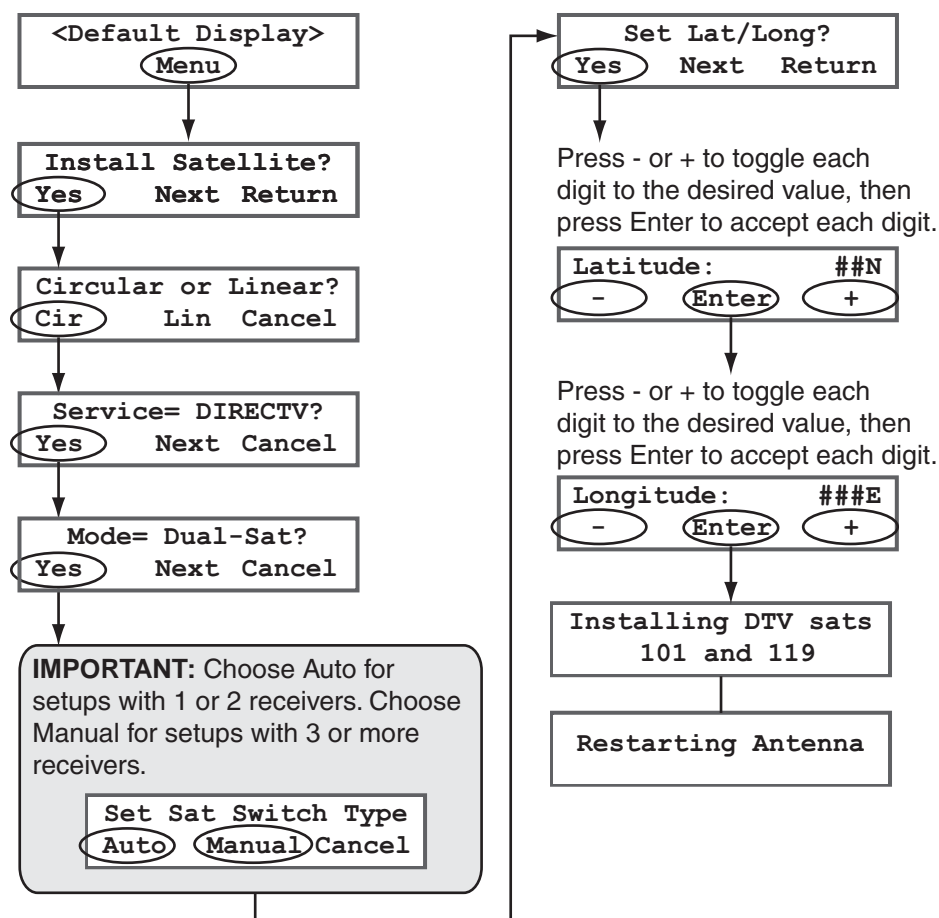 <Default Display>
Menu
Install Satellite?
Yes Next Return
Circular or Linear?
Cir Lin Cancel
Service= DIRECTV?
Yes Next Cancel
Mode= Dual-Sat?
Yes Next Cancel
IMPORTANT: Choose Auto for
setups with 1 or 2 receivers. Choose
Manual for setups with 3 or more
receivers.
Set Sat Switch Type
Auto Manual Cancel
Set Lat/Long?
Yes Next Return
Press - or + to toggle each
digit to the desired value, then
press Enter to accept each digit.
Latitude: ##N
- Enter +
Press - or + to toggle each
digit to the desired value, then
press Enter to accept each digit.
Longitude: ###E
- Enter +
Installing DTV sats
101 and 119
Restarting Antenna